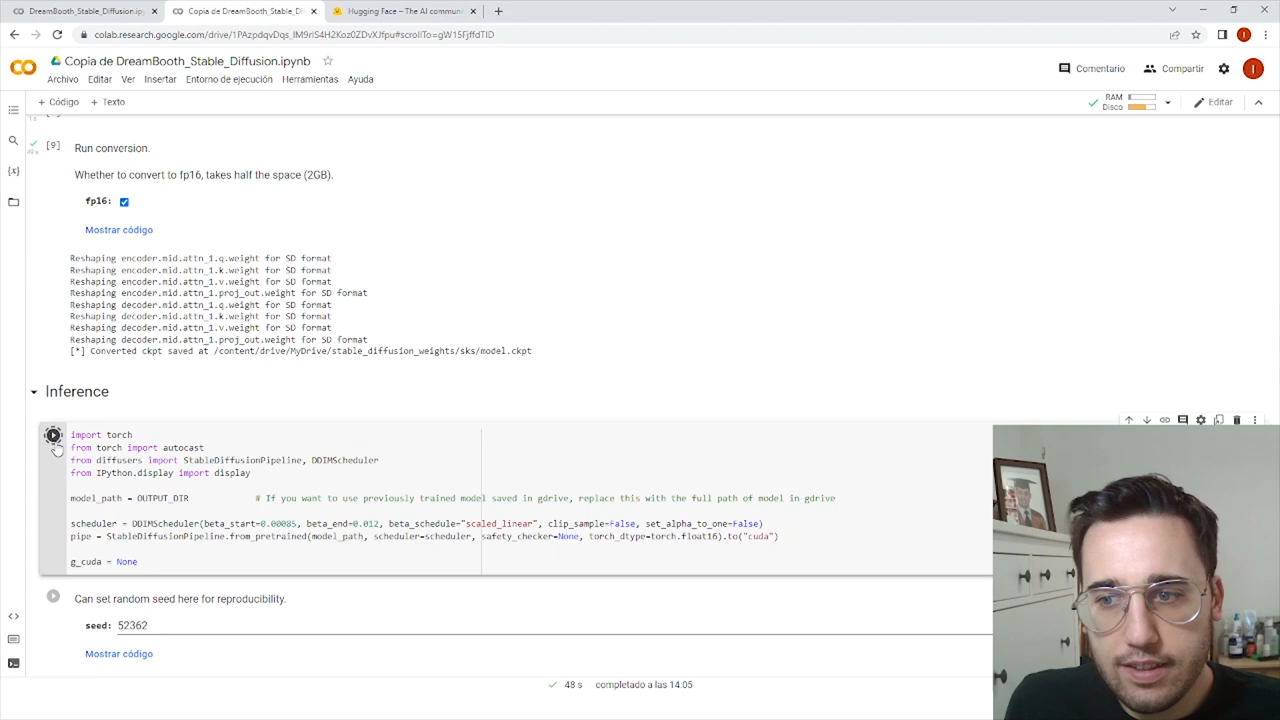 DreamBooth_Stable_Diffusion.ipy
Copia de DreamBooth_Stable_Di
Hugging Face – The AI communi
colab.research.google.com/drive/1PAzpdqvDqs_IM9rlS4H2Koz0ZDvXJfpu#scrollTo=gW15FjffdTID
Copia de DreamBooth_Stable_Diffusion.ipynb
Comentario
Compartir
Archivo Editar Ver Insertar Entorno de ejecución Herramientas Ayuda
+ Código + Texto
RAM
Disco
Editar
[9] Run conversion.
48 s
Whether to convert to fp16, takes half the space (2GB).
fp16:
Mostrar código
Reshaping encoder.mid.attn_1.q.weight for SD format
Reshaping encoder.mid.attn_1.k.weight for SD format
Reshaping encoder.mid.attn_1.v.weight for SD format
Reshaping encoder.mid.attn_1.proj_out.weight for SD format
Reshaping decoder.mid.attn_1.q.weight for SD format
Reshaping decoder.mid.attn_1.k.weight for SD format
Reshaping decoder.mid.attn_1.v.weight for SD format
Reshaping decoder.mid.attn_1.proj_out.weight for SD format
[*] Converted ckpt saved at /content/drive/MyDrive/stable_diffusion_weights/sks/model.ckpt
Inference
import torch
from torch import autocast
from diffusers import StableDiffusionPipeline, DDIMScheduler
from IPython.display import display
model_path = OUTPUT_DIR # If you want to use previously trained model saved in gdrive, replace this with the full path of model in gdrive
scheduler = DDIMScheduler(beta_start=0.00085, beta_end=0.012, beta_schedule="scaled_linear", clip_sample=False, set_alpha_to_one=False)
pipe = StableDiffusionPipeline.from_pretrained(model_path, scheduler=scheduler, safety_checker=None, torch_dtype=torch.float16).to("cuda")
g_cuda = None
Can set random seed here for reproducibility.
seed: 52362
Mostrar código
48 s completado a las 14:05